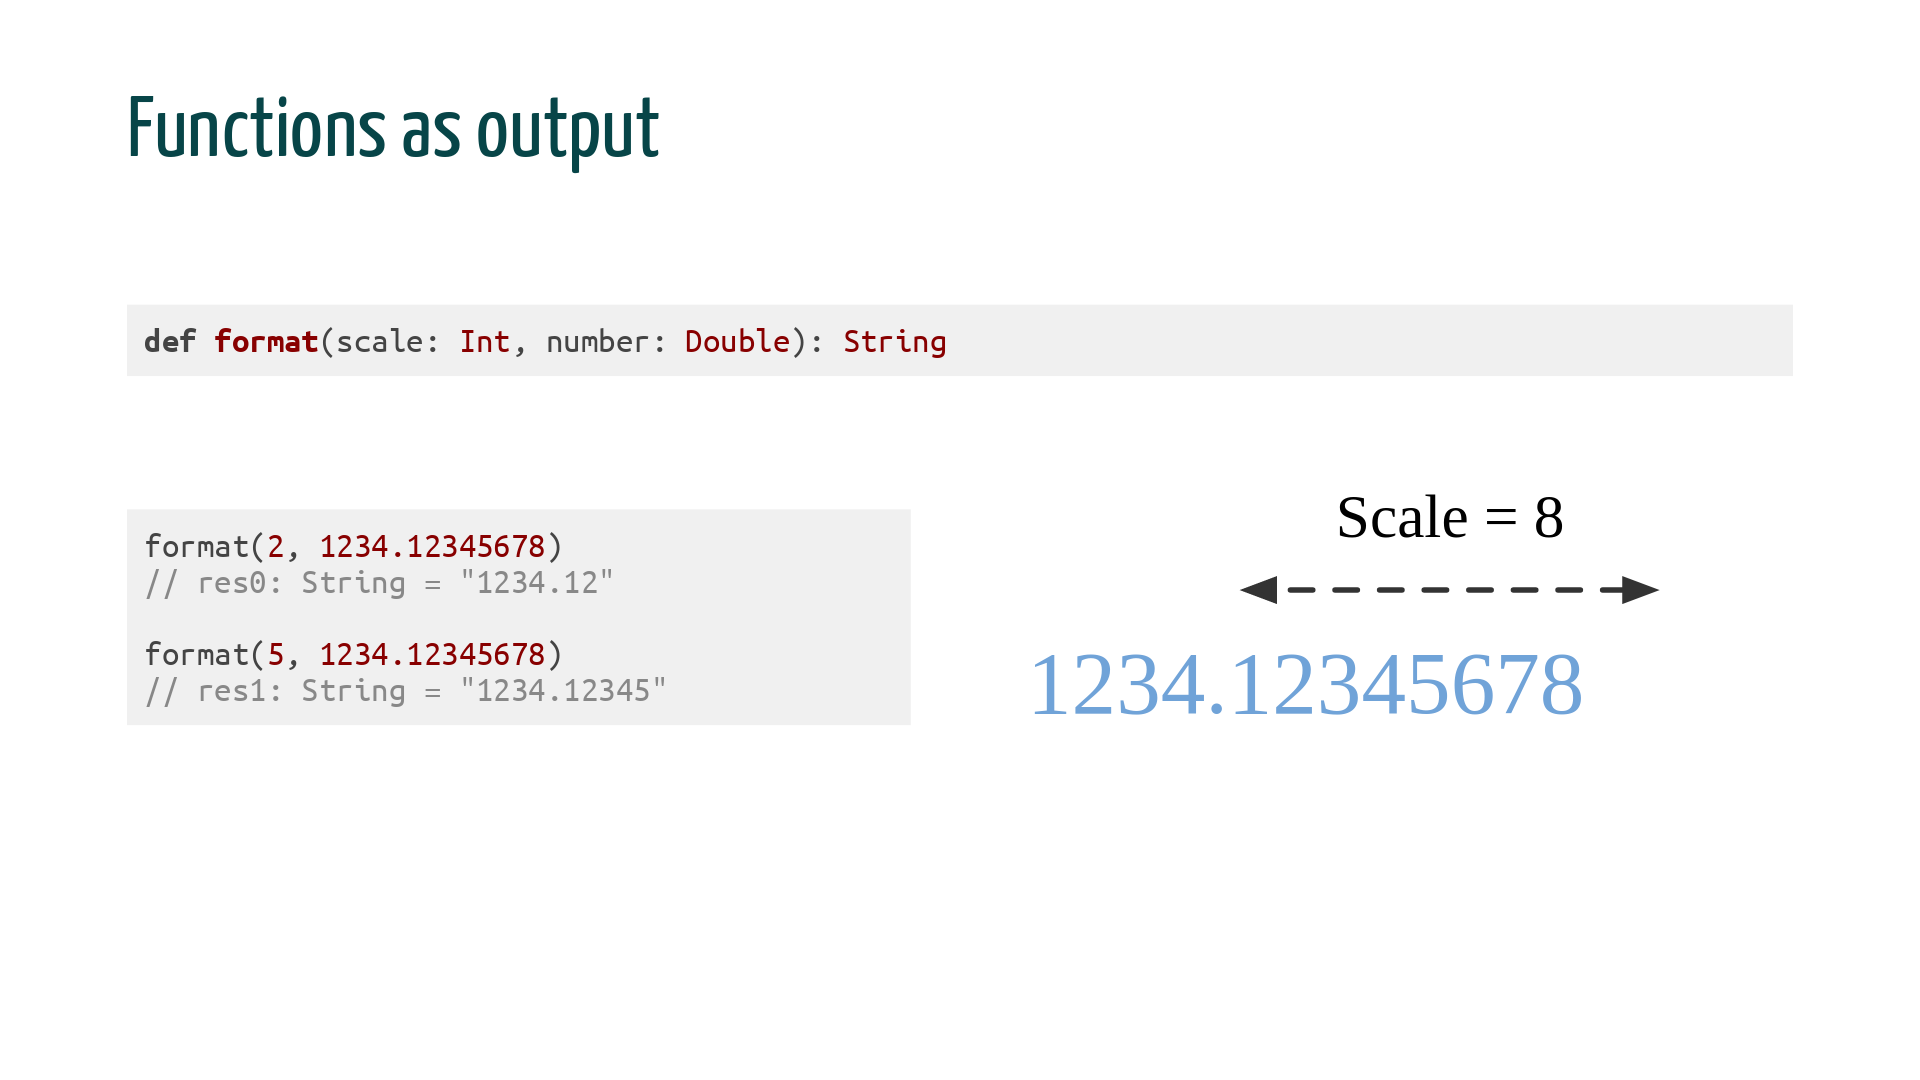 Functions as output
def format(scale: Int, number: Double): String
format(2, 1234.12345678)
// res0: String = "1234.12"
format(5, 1234.12345678)
// res1: String = "1234.12345"
Scale = 8
1234.12345678